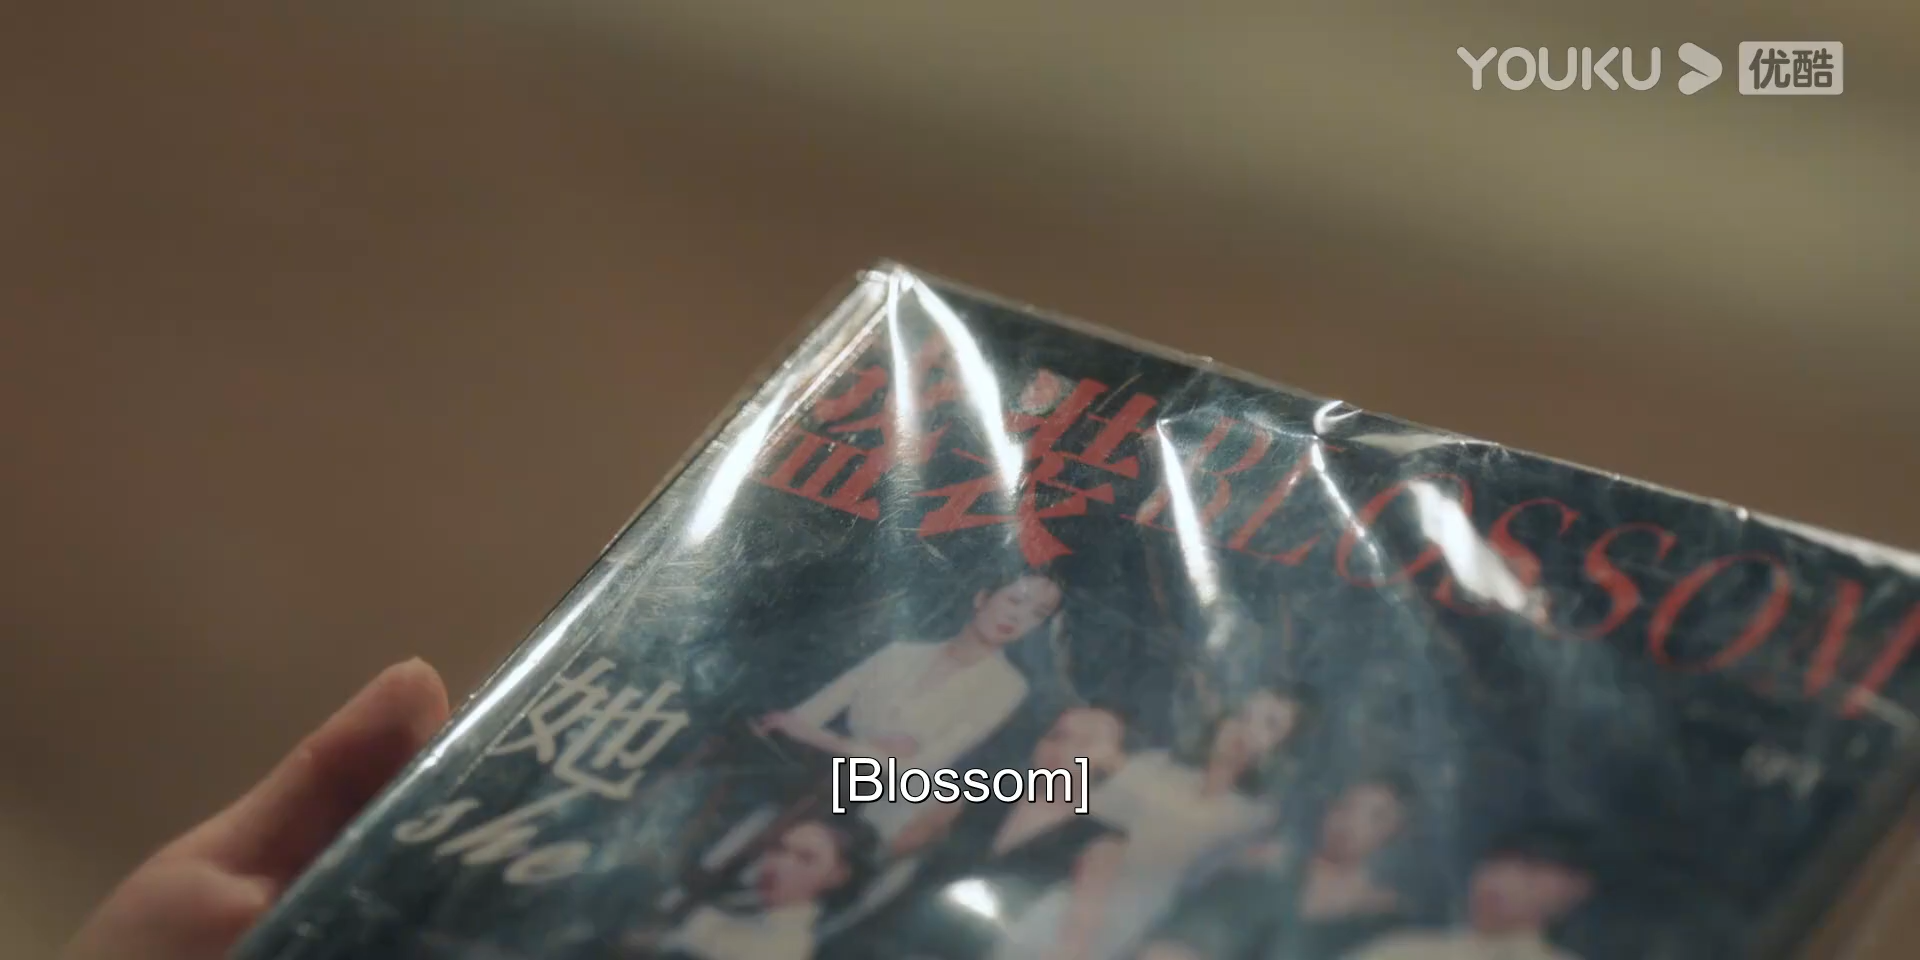 YOUKU 优酷
盛装 BLOSSOM
她
she
[Blossom]